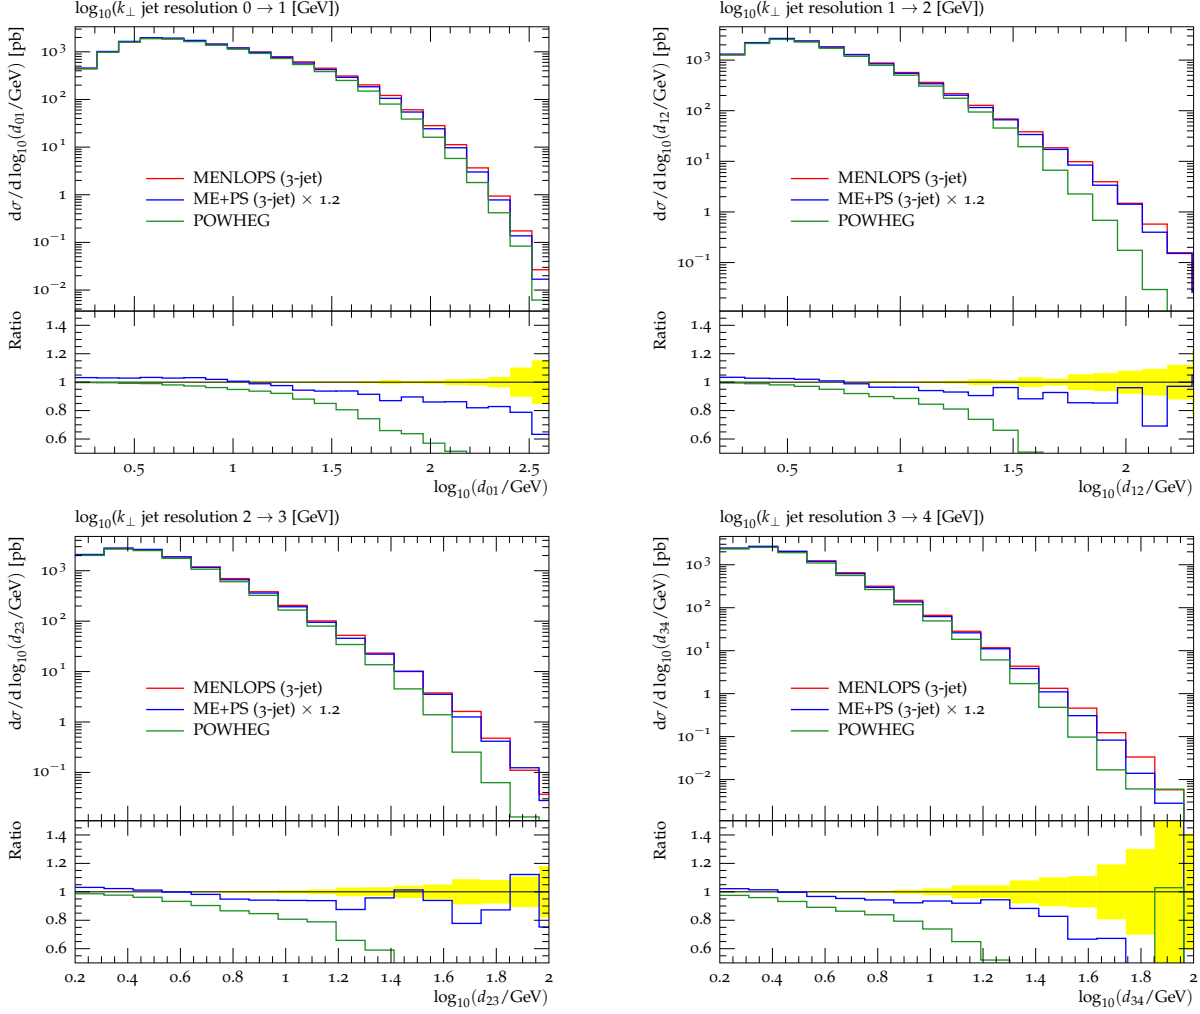 log₁₀(k⊥ jet resolution 0 → 1 [GeV])
dσ/d log₁₀(d₀₁/GeV) [pb]
10³
10²
10¹
1
10⁻¹
10⁻²
MENLOPS (3-jet)
ME+PS (3-jet) × 1.2
POWHEG
Ratio
1.4
1.2
1
0.8
0.6
0.5 1 1.5 2 2.5
log₁₀(d₀₁/GeV)
log₁₀(k⊥ jet resolution 1 → 2 [GeV])
dσ/d log₁₀(d₁₂/GeV) [pb]
10³
10²
10¹
1
10⁻¹
MENLOPS (3-jet)
ME+PS (3-jet) × 1.2
POWHEG
Ratio
1.4
1.2
1
0.8
0.6
0.5 1 1.5 2
log₁₀(d₁₂/GeV)
log₁₀(k⊥ jet resolution 2 → 3 [GeV])
dσ/d log₁₀(d₂₃/GeV) [pb]
10³
10²
10¹
1
10⁻¹
MENLOPS (3-jet)
ME+PS (3-jet) × 1.2
POWHEG
Ratio
1.4
1.2
1
0.8
0.6
0.2 0.4 0.6 0.8 1 1.2 1.4 1.6 1.8 2
log₁₀(d₂₃/GeV)
log₁₀(k⊥ jet resolution 3 → 4 [GeV])
dσ/d log₁₀(d₃₄/GeV) [pb]
10³
10²
10¹
1
10⁻¹
10⁻²
MENLOPS (3-jet)
ME+PS (3-jet) × 1.2
POWHEG
Ratio
1.4
1.2
1
0.8
0.6
0.2 0.4 0.6 0.8 1 1.2 1.4 1.6 1.8 2
log₁₀(d₃₄/GeV)